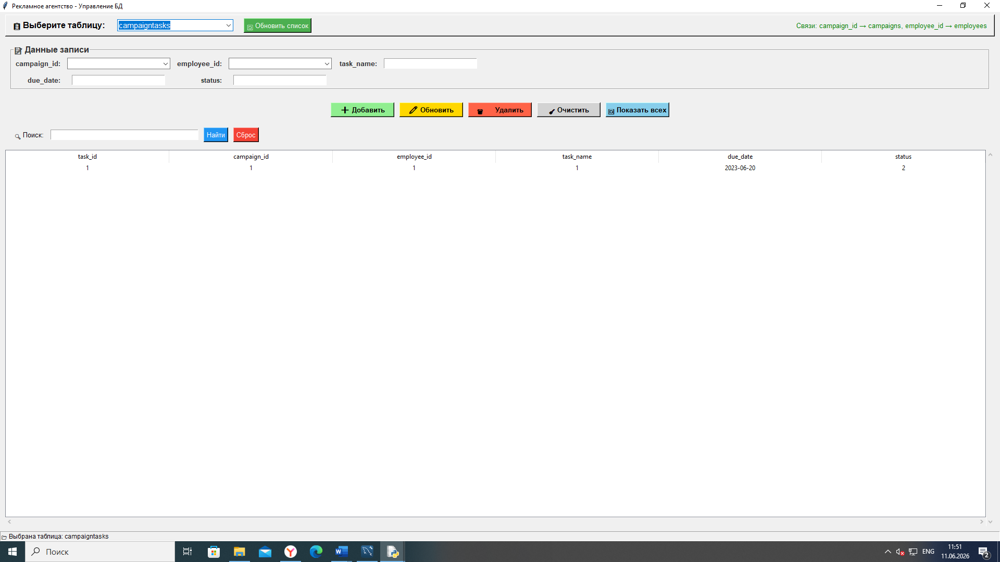 Рекламное агентство - Управление БД
Выберите таблицу: campaigntasks Обновить список Связи: campaign_id → campaigns, employee_id → employees
Данные записи
campaign_id: employee_id: task_name:
due_date: status:
Добавить Обновить Удалить Очистить Показать всех
Поиск: Найти Сброс
task_id campaign_id employee_id task_name due_date status
1 1 1 1 2023-06-20 2
Выбрана таблица: campaigntasks
Поиск ENG 11:51
11.06.2026 2